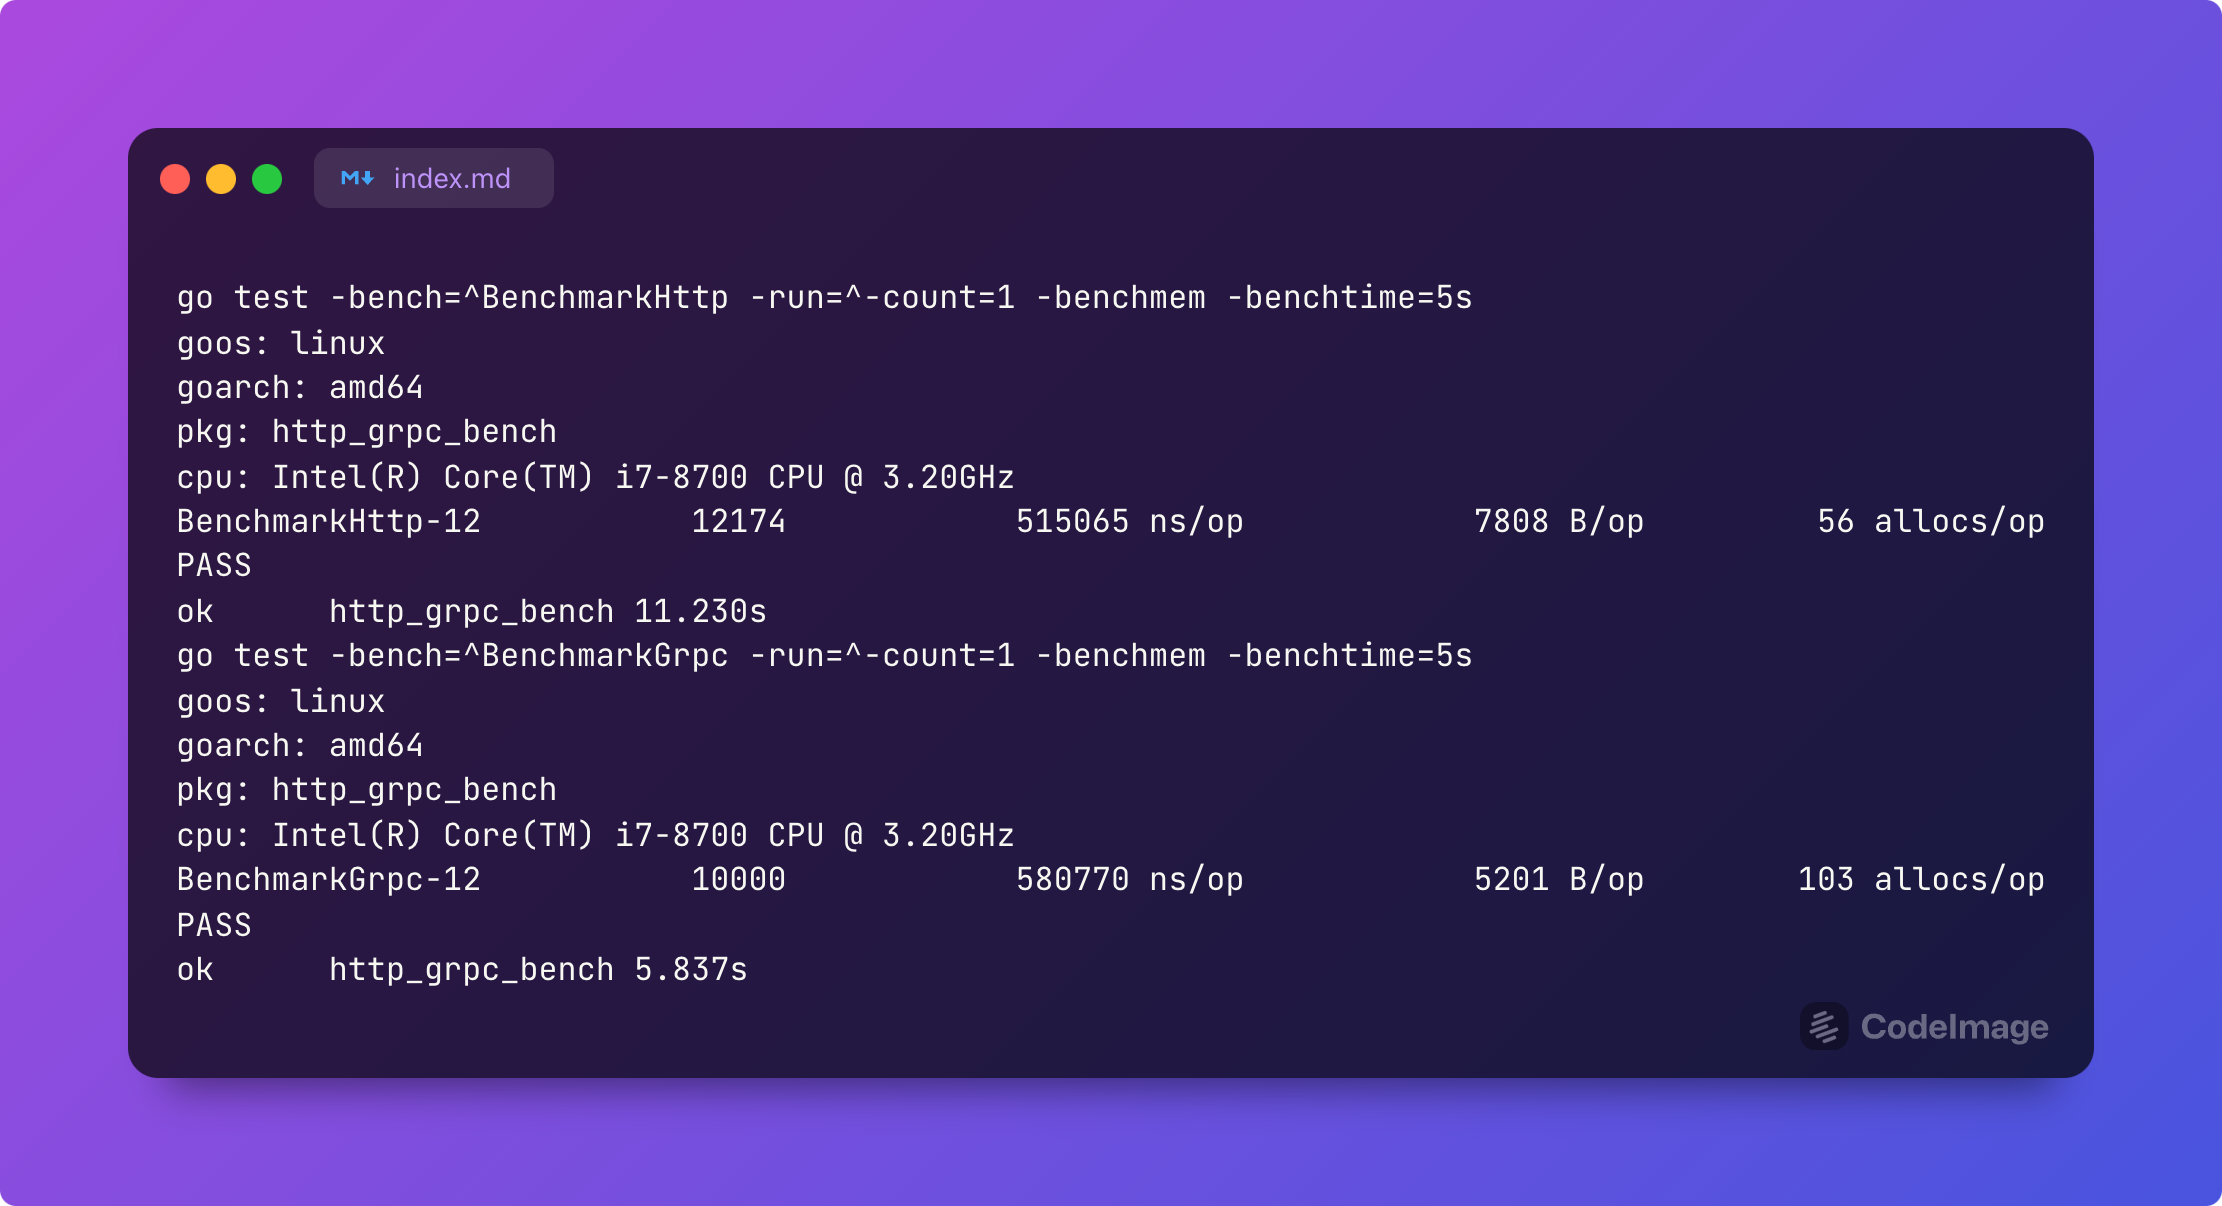 index.md
go test -bench=^BenchmarkHttp -run=^-count=1 -benchmem -benchtime=5s
goos: linux
goarch: amd64
pkg: http_grpc_bench
cpu: Intel(R) Core(TM) i7-8700 CPU @ 3.20GHz
BenchmarkHttp-12           12174            515065 ns/op            7808 B/op         56 allocs/op
PASS
ok      http_grpc_bench 11.230s
go test -bench=^BenchmarkGrpc -run=^-count=1 -benchmem -benchtime=5s
goos: linux
goarch: amd64
pkg: http_grpc_bench
cpu: Intel(R) Core(TM) i7-8700 CPU @ 3.20GHz
BenchmarkGrpc-12           10000            580770 ns/op            5201 B/op        103 allocs/op
PASS
ok      http_grpc_bench 5.837s
CodeImage